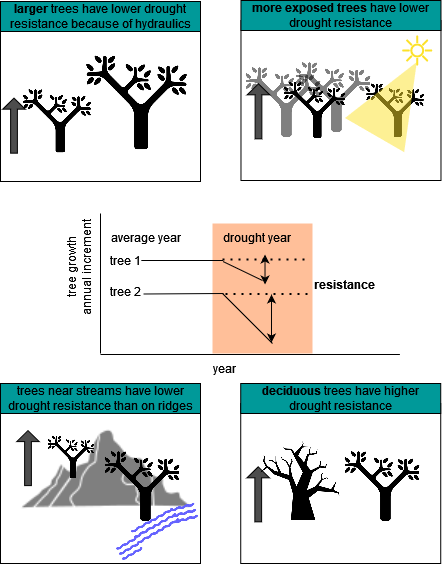 larger trees have lower drought
resistance because of hydraulics
more exposed trees have lower
drought resistance
tree growth
annual increment
average year
drought year
tree 1
tree 2
resistance
year
trees near streams have lower
drought resistance than on ridges
deciduous trees have higher
drought resistance